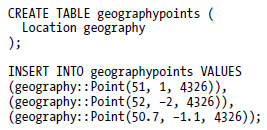 CREATE TABLE geographypoints (
  Location geography
);

INSERT INTO geographypoints VALUES
(geography::Point(51, 1, 4326)),
(geography::Point(52, -2, 4326)),
(geography::Point(50.7, -1.1, 4326));